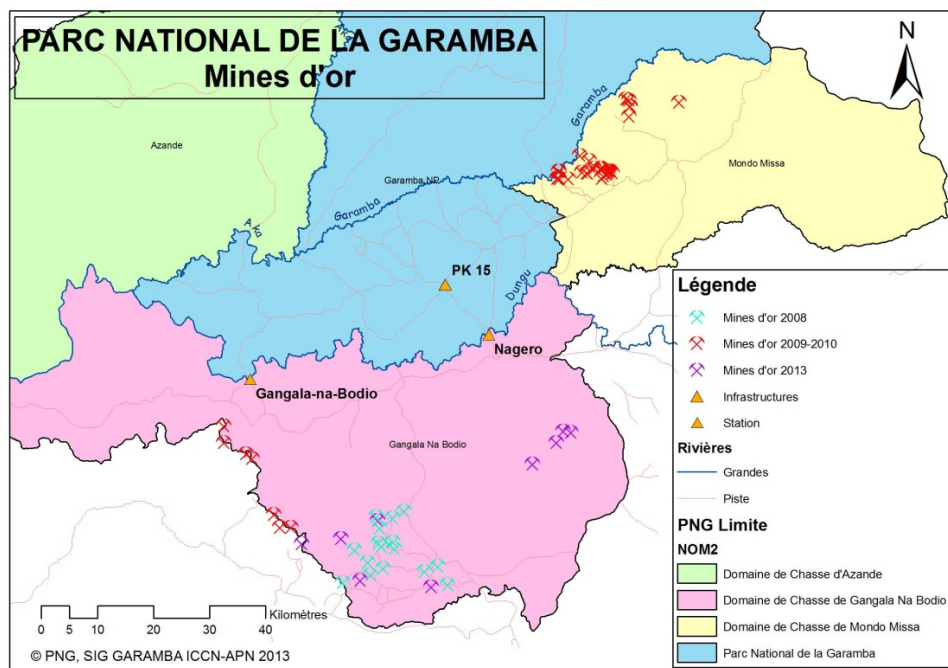 PARC NATIONAL DE LA GARAMBA
Mines d'or
N
Aka
Garamba
Azande
Mondo Missa
Garamba NP
Garamba
Aka
PK 15
Dungu
Nagero
Gangala-na-Bodio
Gangala Na Bodio
Légende
Mines d'or 2008
Mines d'or 2009-2010
Mines d'or 2013
Infrastructures
Station
Rivières
Grandes
Piste
PNG Limite
NOM2
Domaine de Chasse d'Azande
Domaine de Chasse de Gangala Na Bodio
Domaine de Chasse de Mondo Missa
Parc National de la Garamba
Kilomètres
0 5 10 20 30 40
© PNG, SIG GARAMBA ICCN-APN 2013